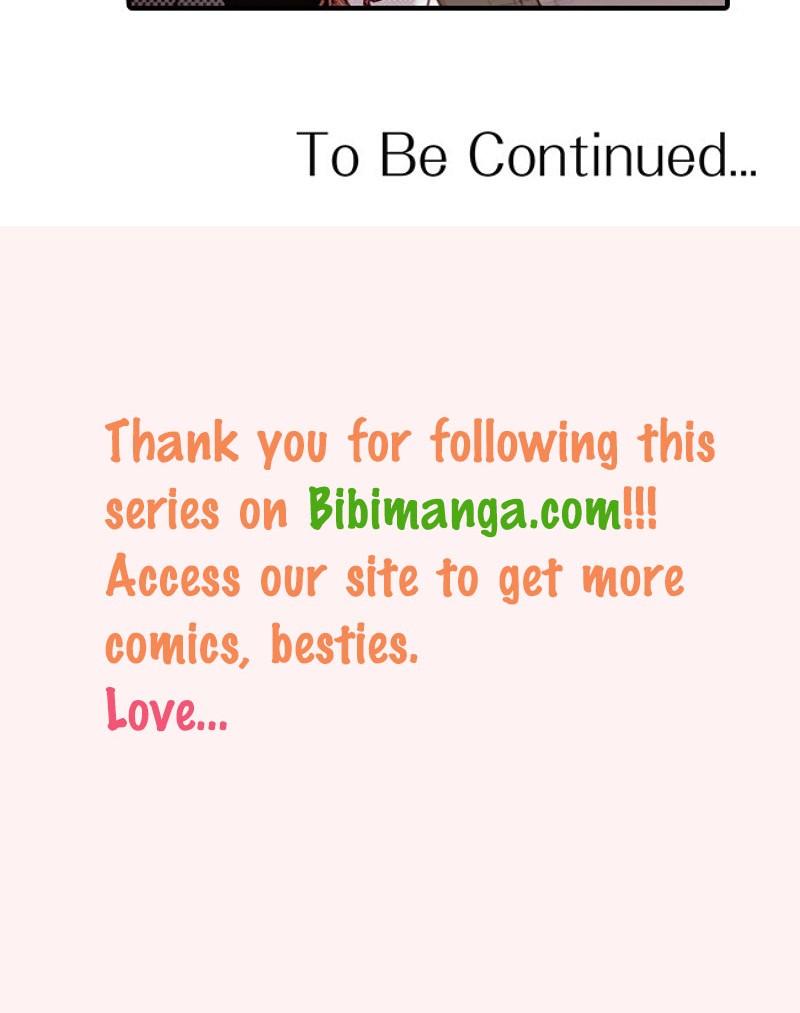 To Be Continued...
Thank you for following this
series on Bibimanga.com!!!
Access our site to get more
comics, besties.
Love...